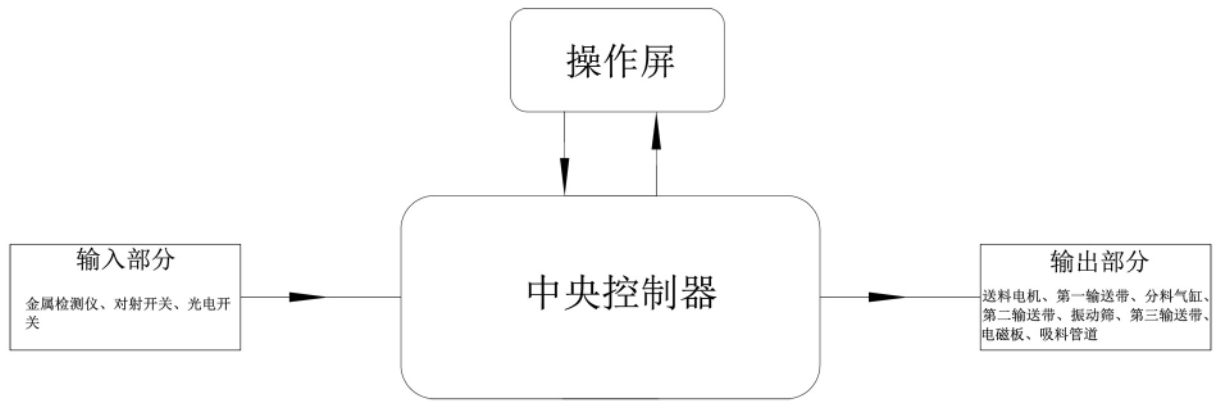 操作屏
输入部分
金属检测仪、对射开关、光电开
关
中央控制器
输出部分
送料电机、第一输送带、分料气缸、
第二输送带、振动筛、第三输送带、
电磁板、吸料管道